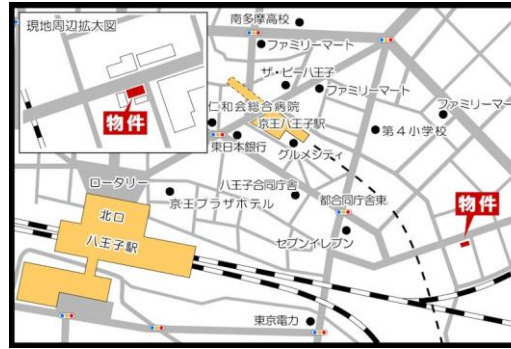 現地周辺拡大図
物件
南多摩高校
ファミリーマート
ザ・ビー八王子
ファミリーマート
仁和会総合病院
京王八王子駅
ファミリーマー
東日本銀行
グルメシティ
第4小学校
ロータリー
八王子合同庁舎
京王プラザホテル
都合同庁舎東
物件
北口
八王子駅
セブンイレブン
東京電力